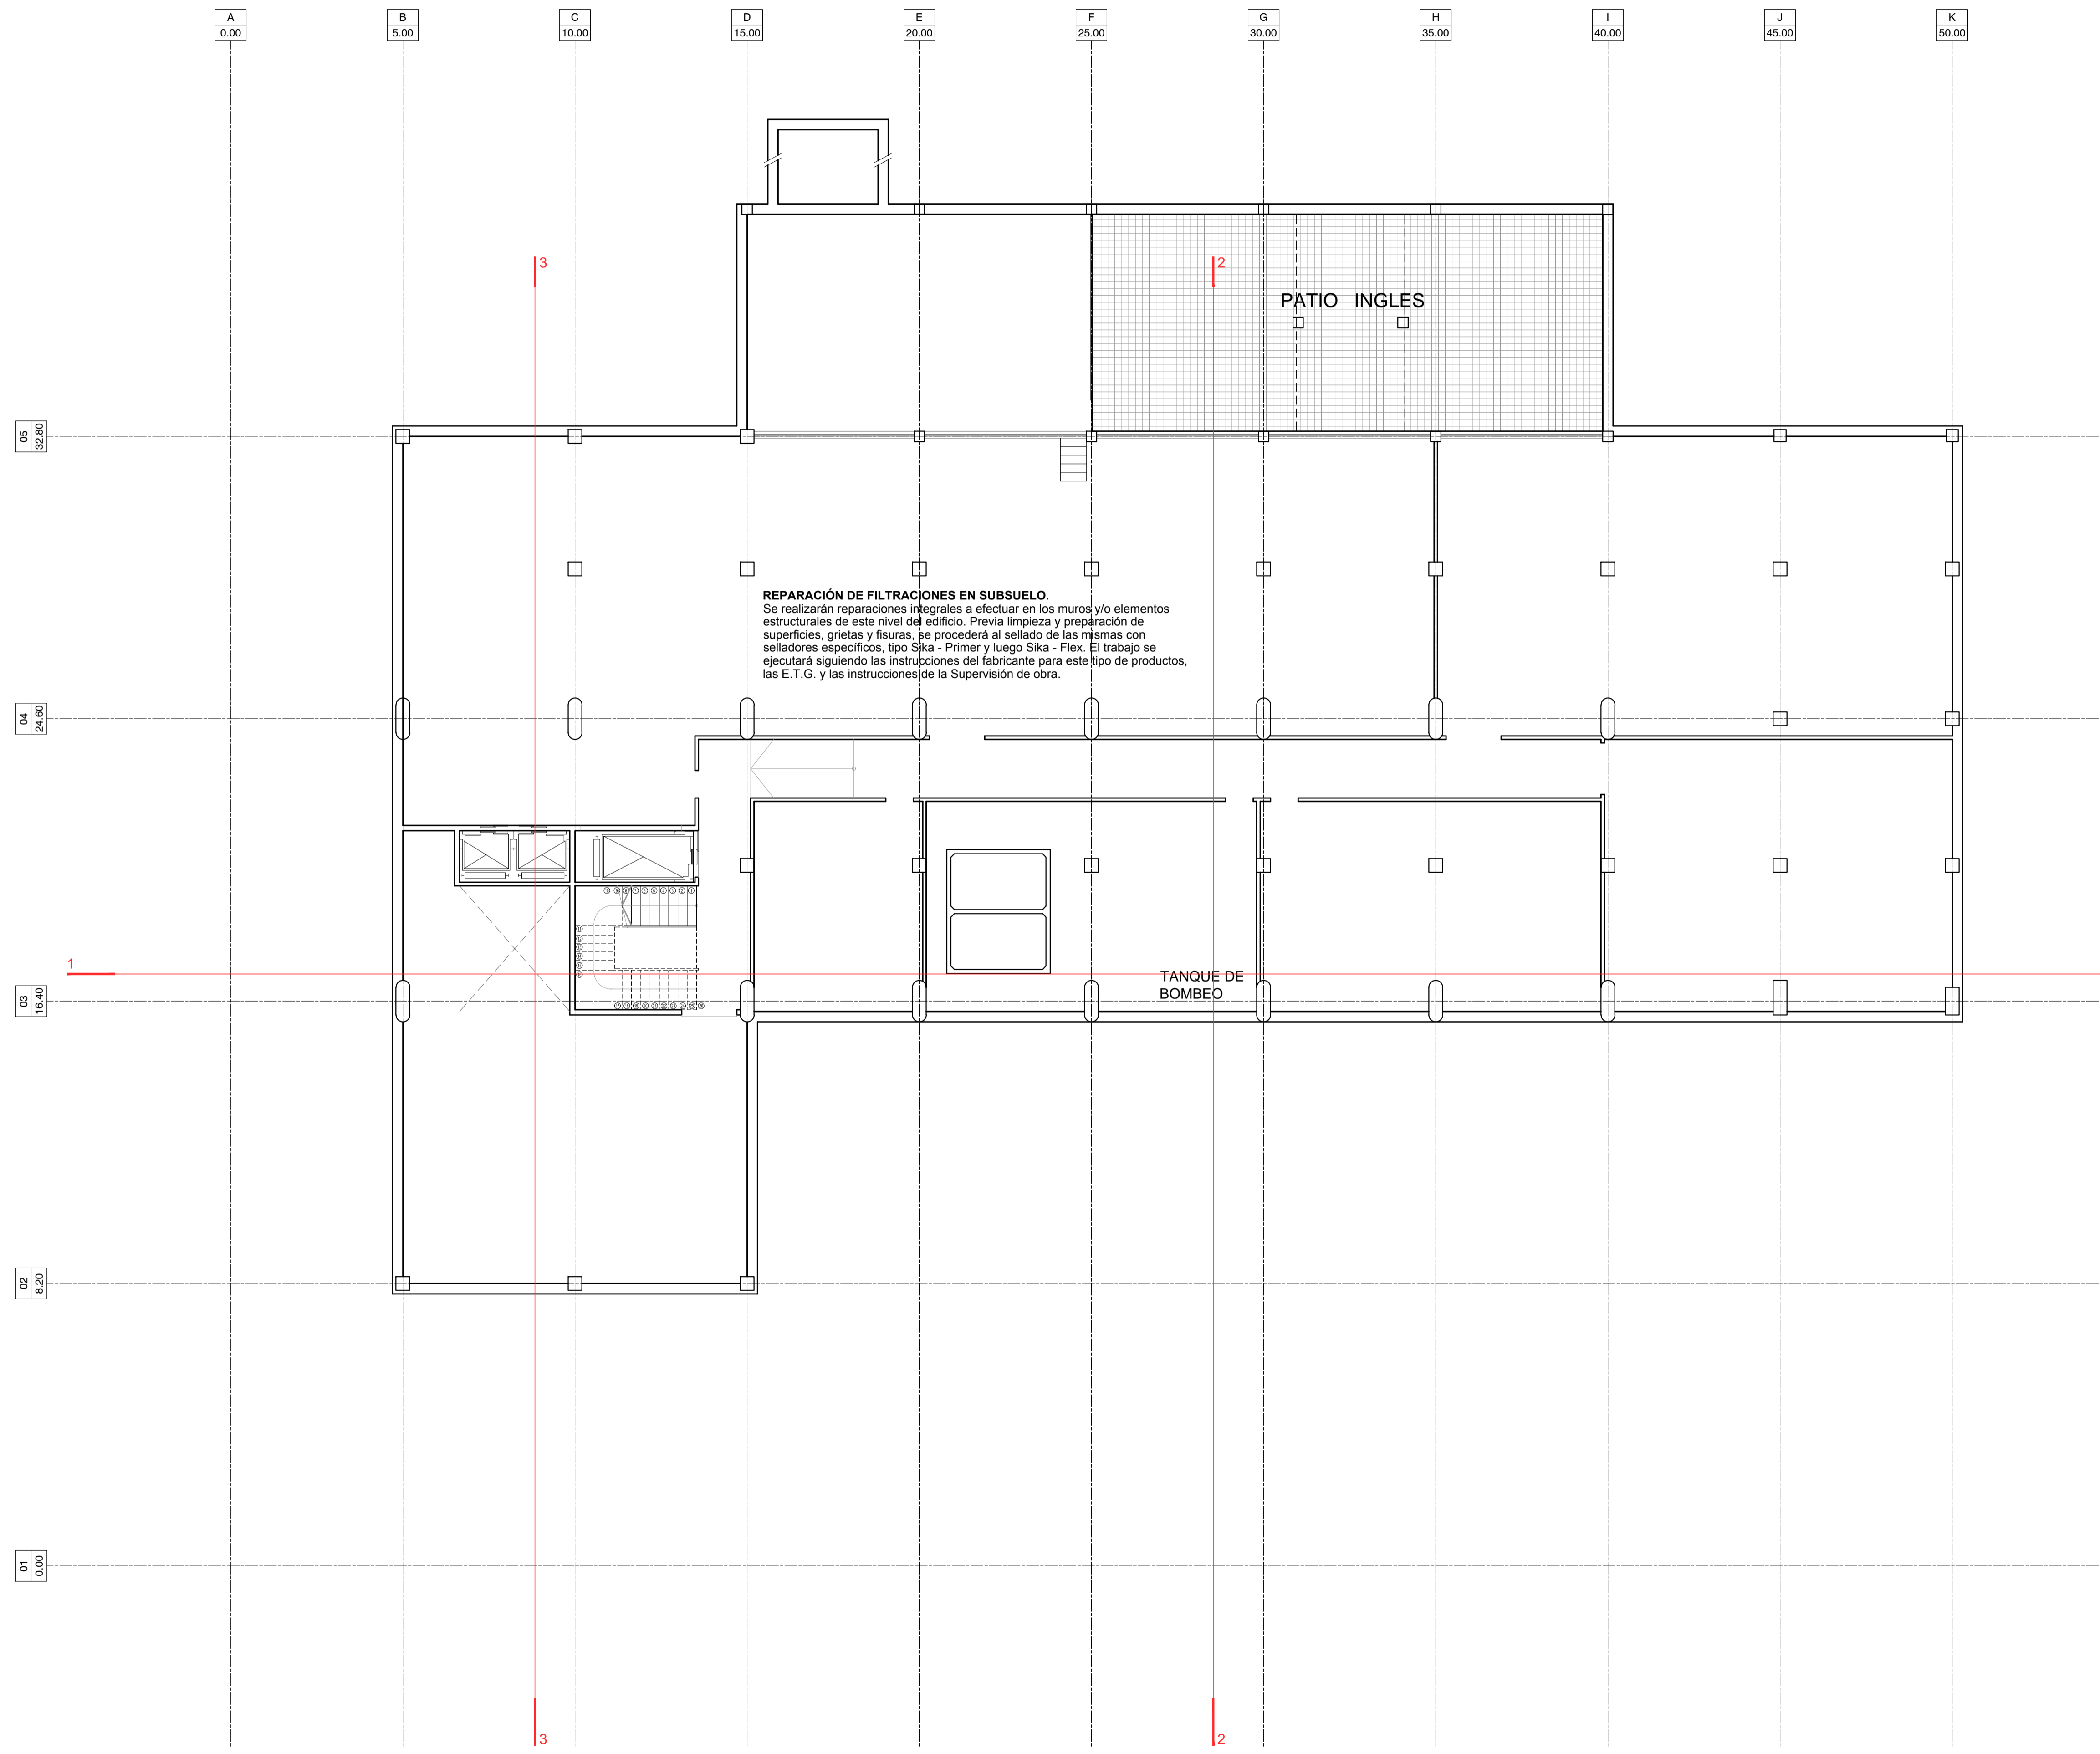 A B C D E F G H I J K
0.00 5.00 10.00 15.00 20.00 25.00 30.00 35.00 40.00 45.00 50.00
3
2
PATIO INGLES
05
32.80
REPARACIÓN DE FILTRACIONES EN SUBSUELO.
Se realizarán reparaciones integrales a efectuar en los muros y/o elementos
estructurales de este nivel del edificio. Previa limpieza y preparación de
superficies, grietas y fisuras, se procederá al sellado de las mismas con
selladores específicos, tipo Sika - Primer y luego Sika - Flex. El trabajo se
ejecutará siguiendo las instrucciones del fabricante para este tipo de productos,
las E.T.G. y las instrucciones de la Supervisión de obra.
04
24.60
1
TANQUE DE
BOMBEO
03
16.40
02
8.20
01
0.00
3
2